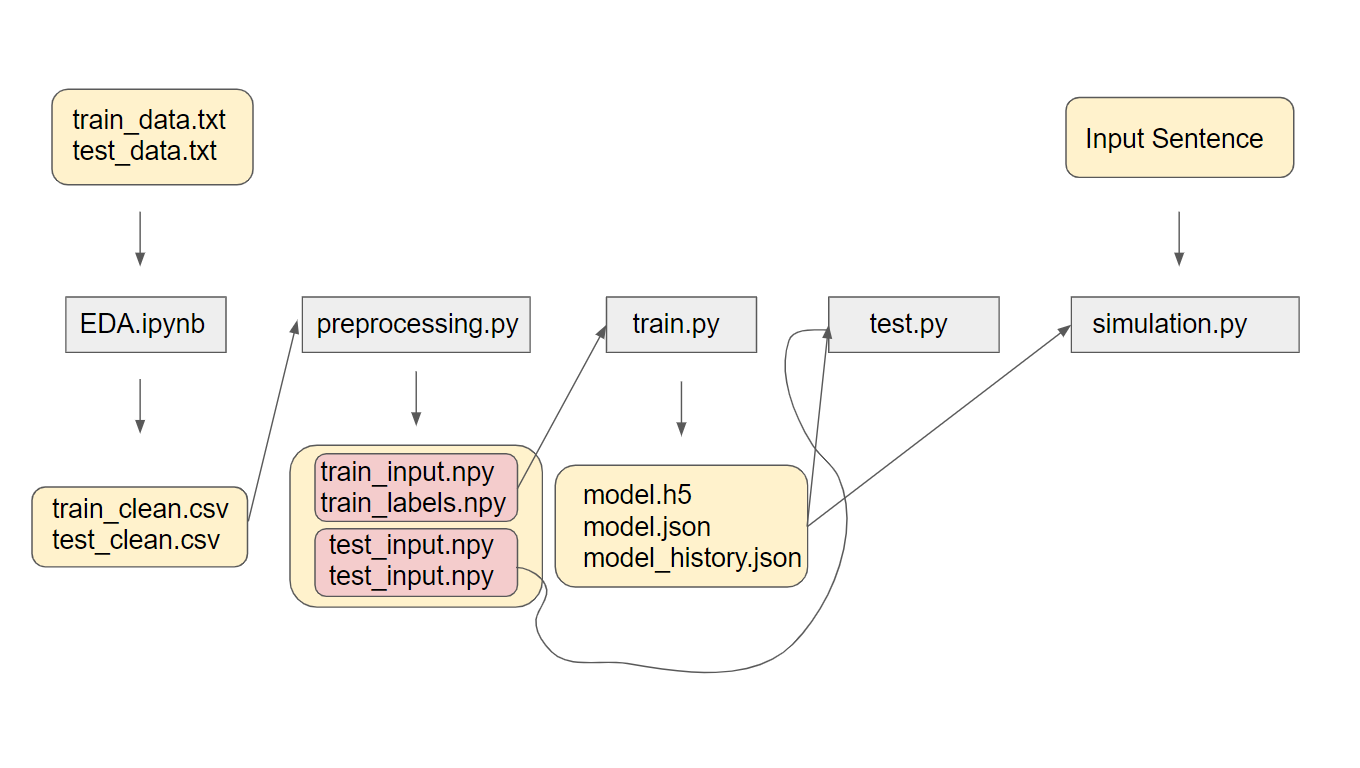 train_data.txt
test_data.txt
Input Sentence
EDA.ipynb
preprocessing.py
train.py
test.py
simulation.py
train_clean.csv
test_clean.csv
train_input.npy
train_labels.npy
test_input.npy
test_input.npy
model.h5
model.json
model_history.json